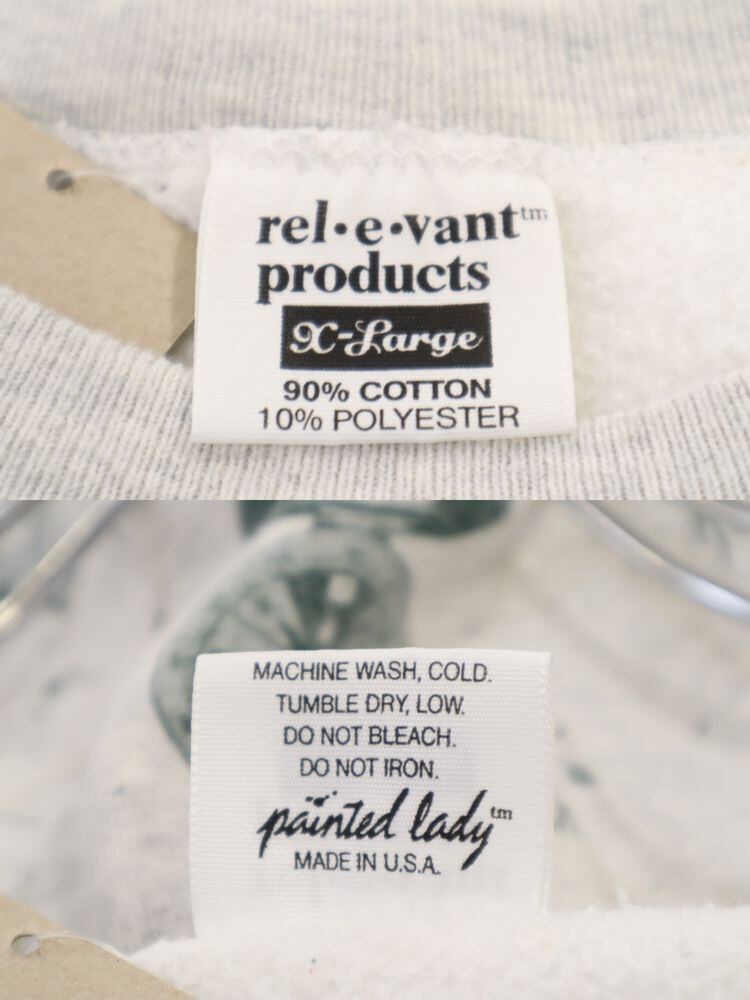 rel•e•vant™
products
X-Large
90% COTTON
10% POLYESTER
MACHINE WASH, COLD.
TUMBLE DRY, LOW.
DO NOT BLEACH.
DO NOT IRON.
painted lady™
MADE IN U.S.A.